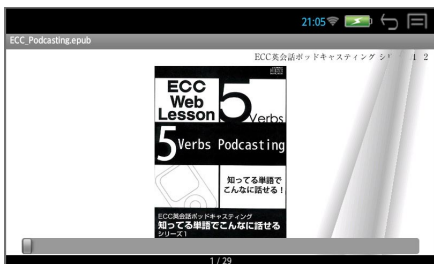 21:05
ECC_Podcasting.epub
ECC英会話ポッドキャスティング シリ
1 2
ECC
Web
Lesson
5
Verbs
5 Verbs Podcasting
知ってる単語で
こんなに話せる！
ECC英会話ポッドキャスティング
知ってる単語でこんなに話せる
シリーズ1
1 / 29